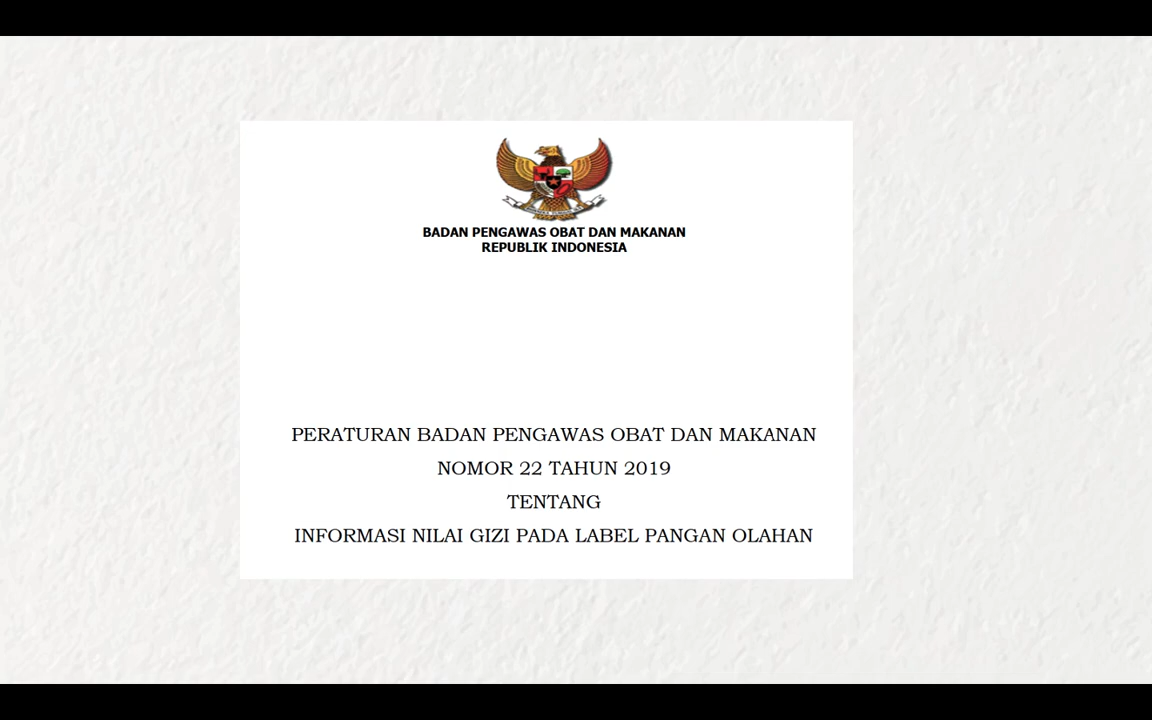 BADAN PENGAWAS OBAT DAN MAKANAN
REPUBLIK INDONESIA
PERATURAN BADAN PENGAWAS OBAT DAN MAKANAN
NOMOR 22 TAHUN 2019
TENTANG
INFORMASI NILAI GIZI PADA LABEL PANGAN OLAHAN